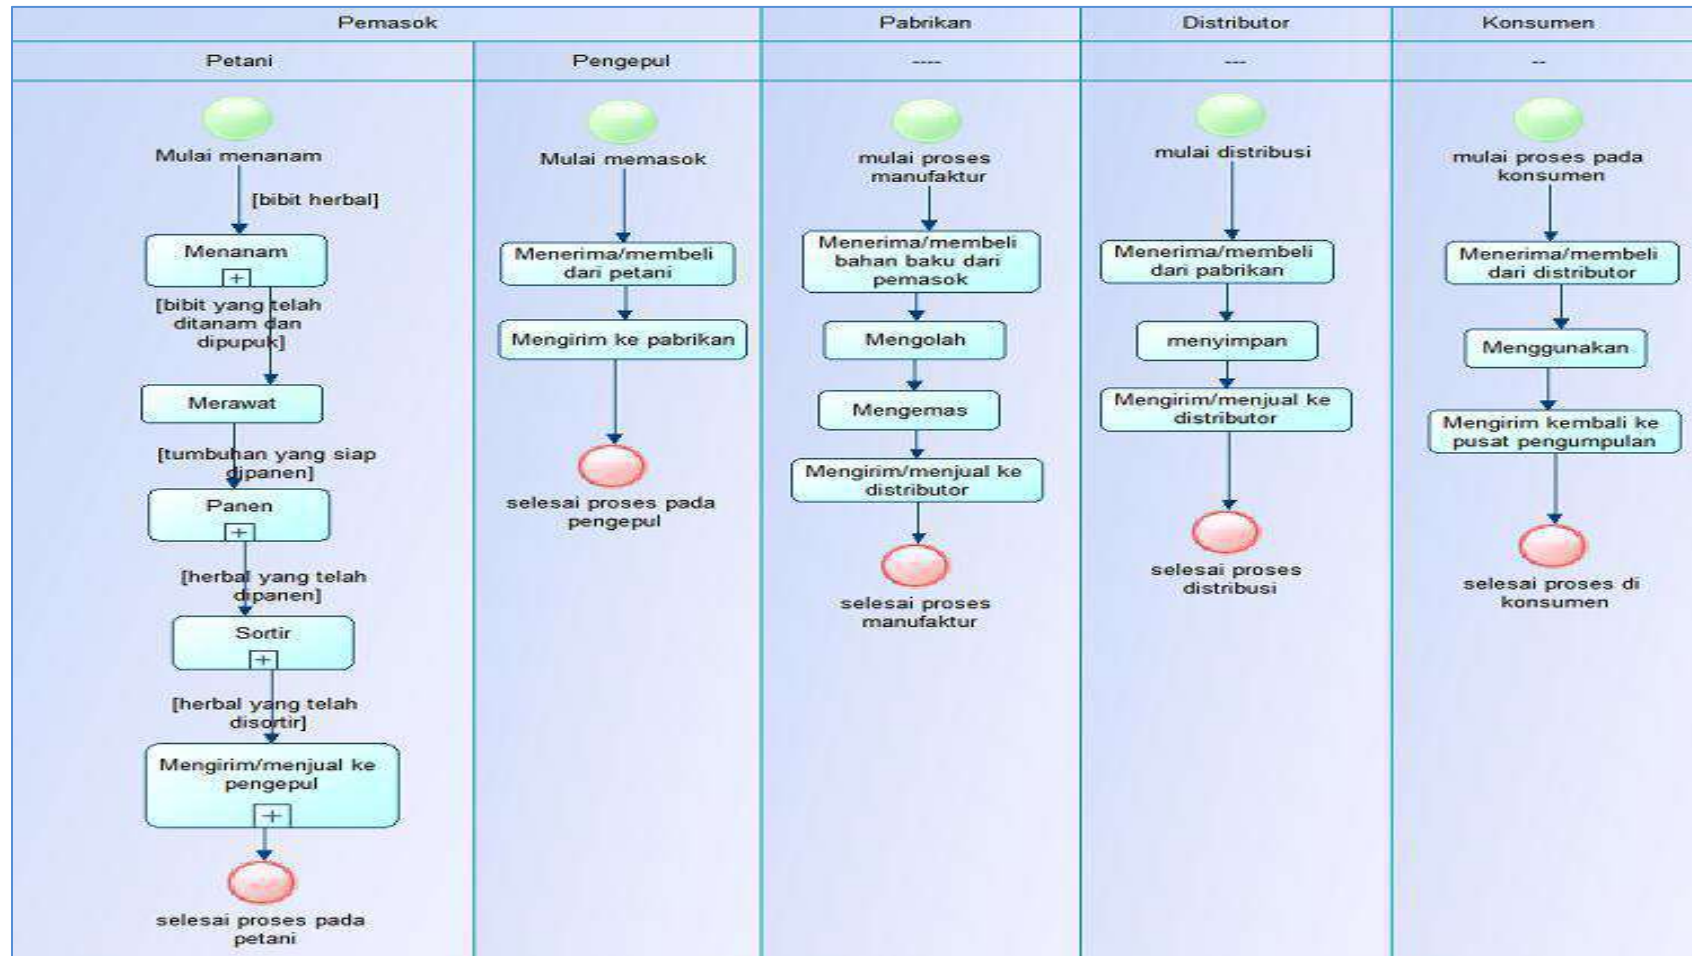 Pemasok
Pabrikan
Distributor
Konsumen
Petani
Pengepul
----
---
--
Mulai menanam
[bibit herbal]
Menanam
+
[bibit yang telah
ditanam dan
dipupuk]
Merawat
[tumbuhan yang siap
dipanen]
Panen
+
[herbal yang telah
dipanen]
Sortir
+
[herbal yang telah
disortir]
Mengirim/menjual ke
pengepul
+
selesai proses pada
petani
Mulai memasok
Menerima/membeli
dari petani
Mengirim ke pabrikan
selesai proses pada
pengepul
mulai proses
manufaktur
Menerima/membeli
bahan baku dari
pemasok
Mengolah
Mengemas
Mengirim/menjual ke
distributor
selesai proses
manufaktur
mulai distribusi
Menerima/membeli
dari pabrikan
menyimpan
Mengirim/menjual ke
distributor
selesai proses
distribusi
mulai proses pada
konsumen
Menerima/membeli
dari distributor
Menggunakan
Mengirim kembali ke
pusat pengumpulan
selesai proses di
konsumen